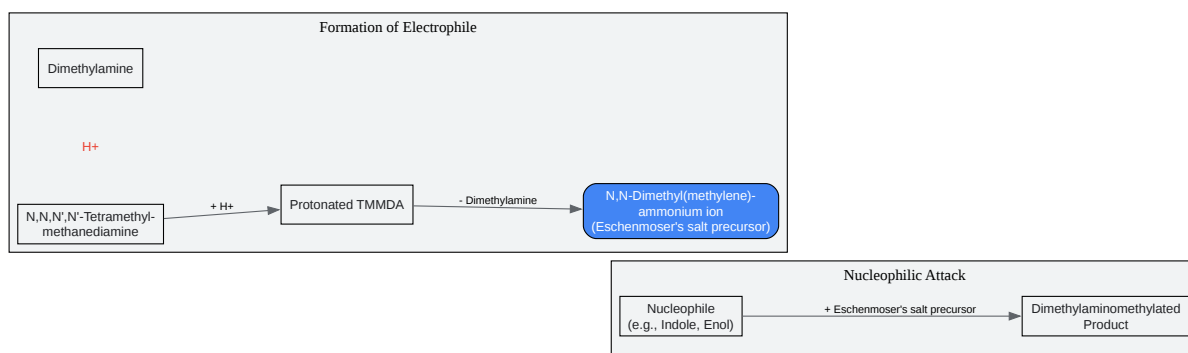 Formation of Electrophile
Dimethylamine
H+
N,N,N',N'-Tetramethyl-
methanediamine
+ H+
Protonated TMMDA
- Dimethylamine
N,N-Dimethyl(methylene)-
ammonium ion
(Eschenmoser's salt precursor)
Nucleophilic Attack
Nucleophile
(e.g., Indole, Enol)
+ Eschenmoser's salt precursor
Dimethylaminomethylated
Product